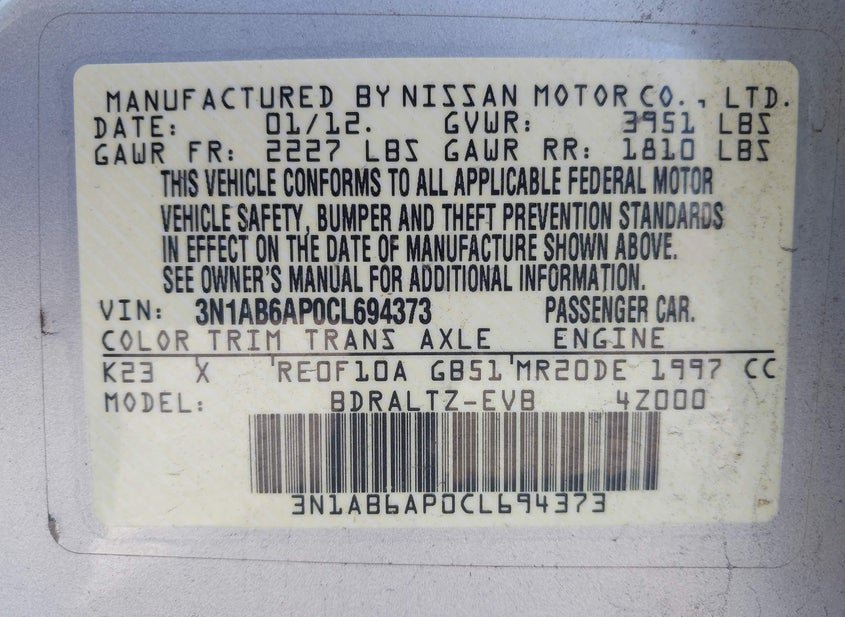 MANUFACTURED BY NISSAN MOTOR CO., LTD.
DATE: 01/12. GVWR: 3951 LBS
GAWR FR: 2227 LBS GAWR RR: 1810 LBS
THIS VEHICLE CONFORMS TO ALL APPLICABLE FEDERAL MOTOR
VEHICLE SAFETY, BUMPER AND THEFT PREVENTION STANDARDS
IN EFFECT ON THE DATE OF MANUFACTURE SHOWN ABOVE.
SEE OWNER'S MANUAL FOR ADDITIONAL INFORMATION.
VIN: 3N1AB6AP0CL694373 PASSENGER CAR.
COLOR TRIM TRANS AXLE ENGINE
K23 X RE0F10A GB51 MR20DE 1997 CC
MODEL: BDRALTZ-EVB 4Z000
3N1AB6AP0CL694373